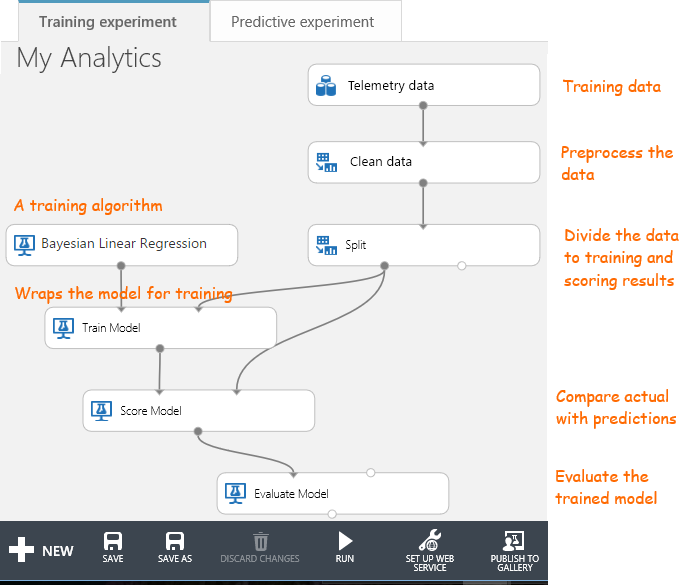 Training experiment
Predictive experiment
My Analytics
Telemetry data
Training data
Clean data
Preprocess the
data
A training algorithm
Bayesian Linear Regression
Split
Divide the data
to training and
scoring results
Wraps the model for training
Train Model
Score Model
Compare actual
with predictions
Evaluate Model
Evaluate the
trained model
NEW
SAVE
SAVE AS
DISCARD CHANGES
RUN
SET UP WEB
SERVICE
PUBLISH TO
GALLERY